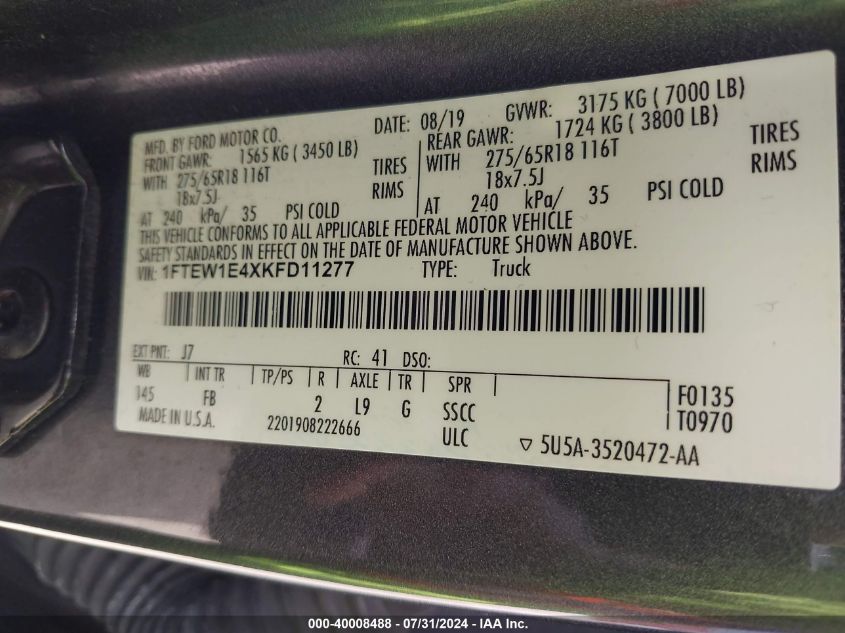 MFD. BY FORD MOTOR CO.
DATE: 08/19 GVWR: 3175 KG ( 7000 LB)
FRONT GAWR: 1565 KG ( 3450 LB)
REAR GAWR: 1724 KG ( 3800 LB)
WITH 275/65R18 116T TIRES
WITH 275/65R18 116T TIRES
18x7.5J RIMS
18x7.5J RIMS
AT 240 kPa/ 35 PSI COLD
AT 240 kPa/ 35 PSI COLD
THIS VEHICLE CONFORMS TO ALL APPLICABLE FEDERAL MOTOR VEHICLE
SAFETY STANDARDS IN EFFECT ON THE DATE OF MANUFACTURE SHOWN ABOVE.
VIN: 1FTEW1E4XKFD11277 TYPE: Truck
EXT PNT: J7 RC: 41 DSO:
WB INT TR TP/PS R AXLE TR SPR
145 FB 2 L9 G SSCC F0135
MADE IN U.S.A. 2201908222666 ULC T0970
▽ 5U5A-3520472-AA
000-40008488 - 07/31/2024 - IAA Inc.